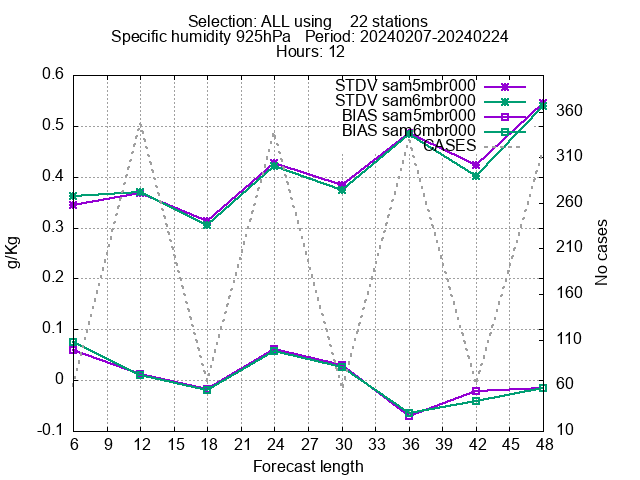 Selection: ALL using    22 stations
Specific humidity 925hPa   Period: 20240207-20240224
Hours: 12
STDV sam5mbr000
STDV sam6mbr000
BIAS sam5mbr000
BIAS sam6mbr000
CASES
0.6
0.5
0.4
0.3
0.2
0.1
0
-0.1
g/Kg
360
310
260
210
160
110
60
10
No cases
6 9 12 15 18 21 24 27 30 33 36 39 42 45 48
Forecast length